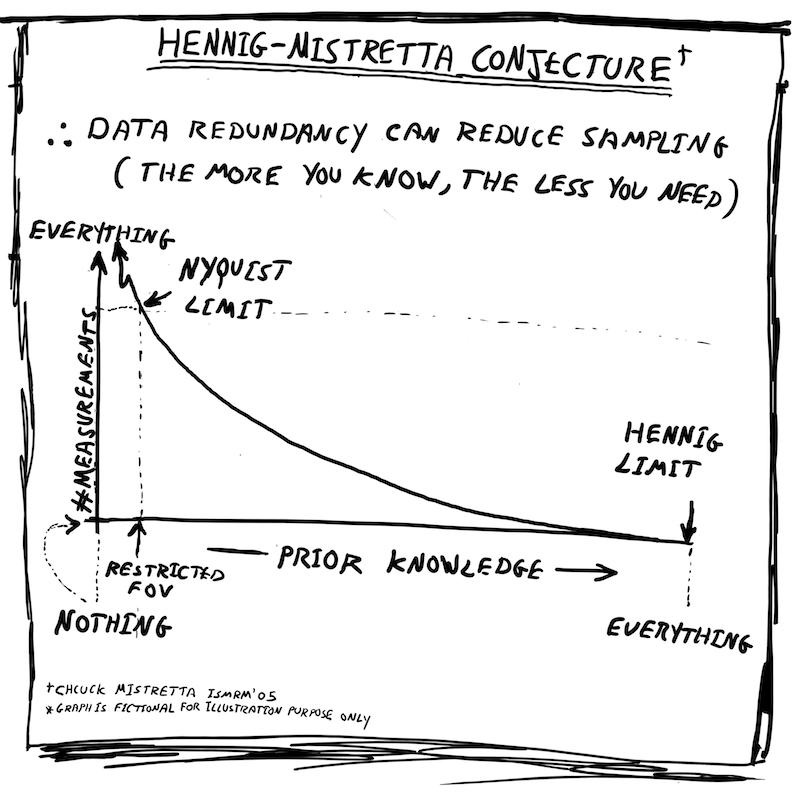 HENNIG-MISTRETTA CONJECTURE†
∴ DATA REDUNDANCY CAN REDUCE SAMPLING
(THE MORE YOU KNOW, THE LESS YOU NEED)
EVERYTHING
NYQUIST
LIMIT
#MEASUREMENTS
HENNIG
LIMIT
RESTRICTED
FOV
PRIOR KNOWLEDGE
NOTHING
EVERYTHING
†CHCUCK MISTRETTA ISMRM'05
*GRAPH IS FICTIONAL FOR ILLUSTRATION PURPOSE ONLY